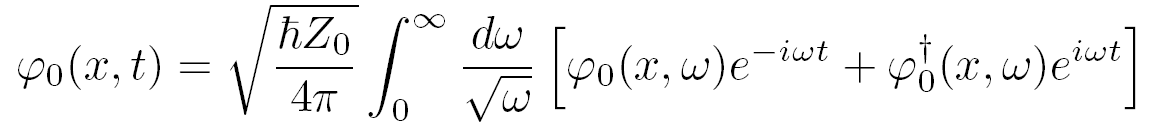 φ₀(x, t) = √(ħZ₀/4π) ∫₀^∞ dω/√ω [φ₀(x, ω)e^{−iωt} + φ₀†(x, ω)e^{iωt}]